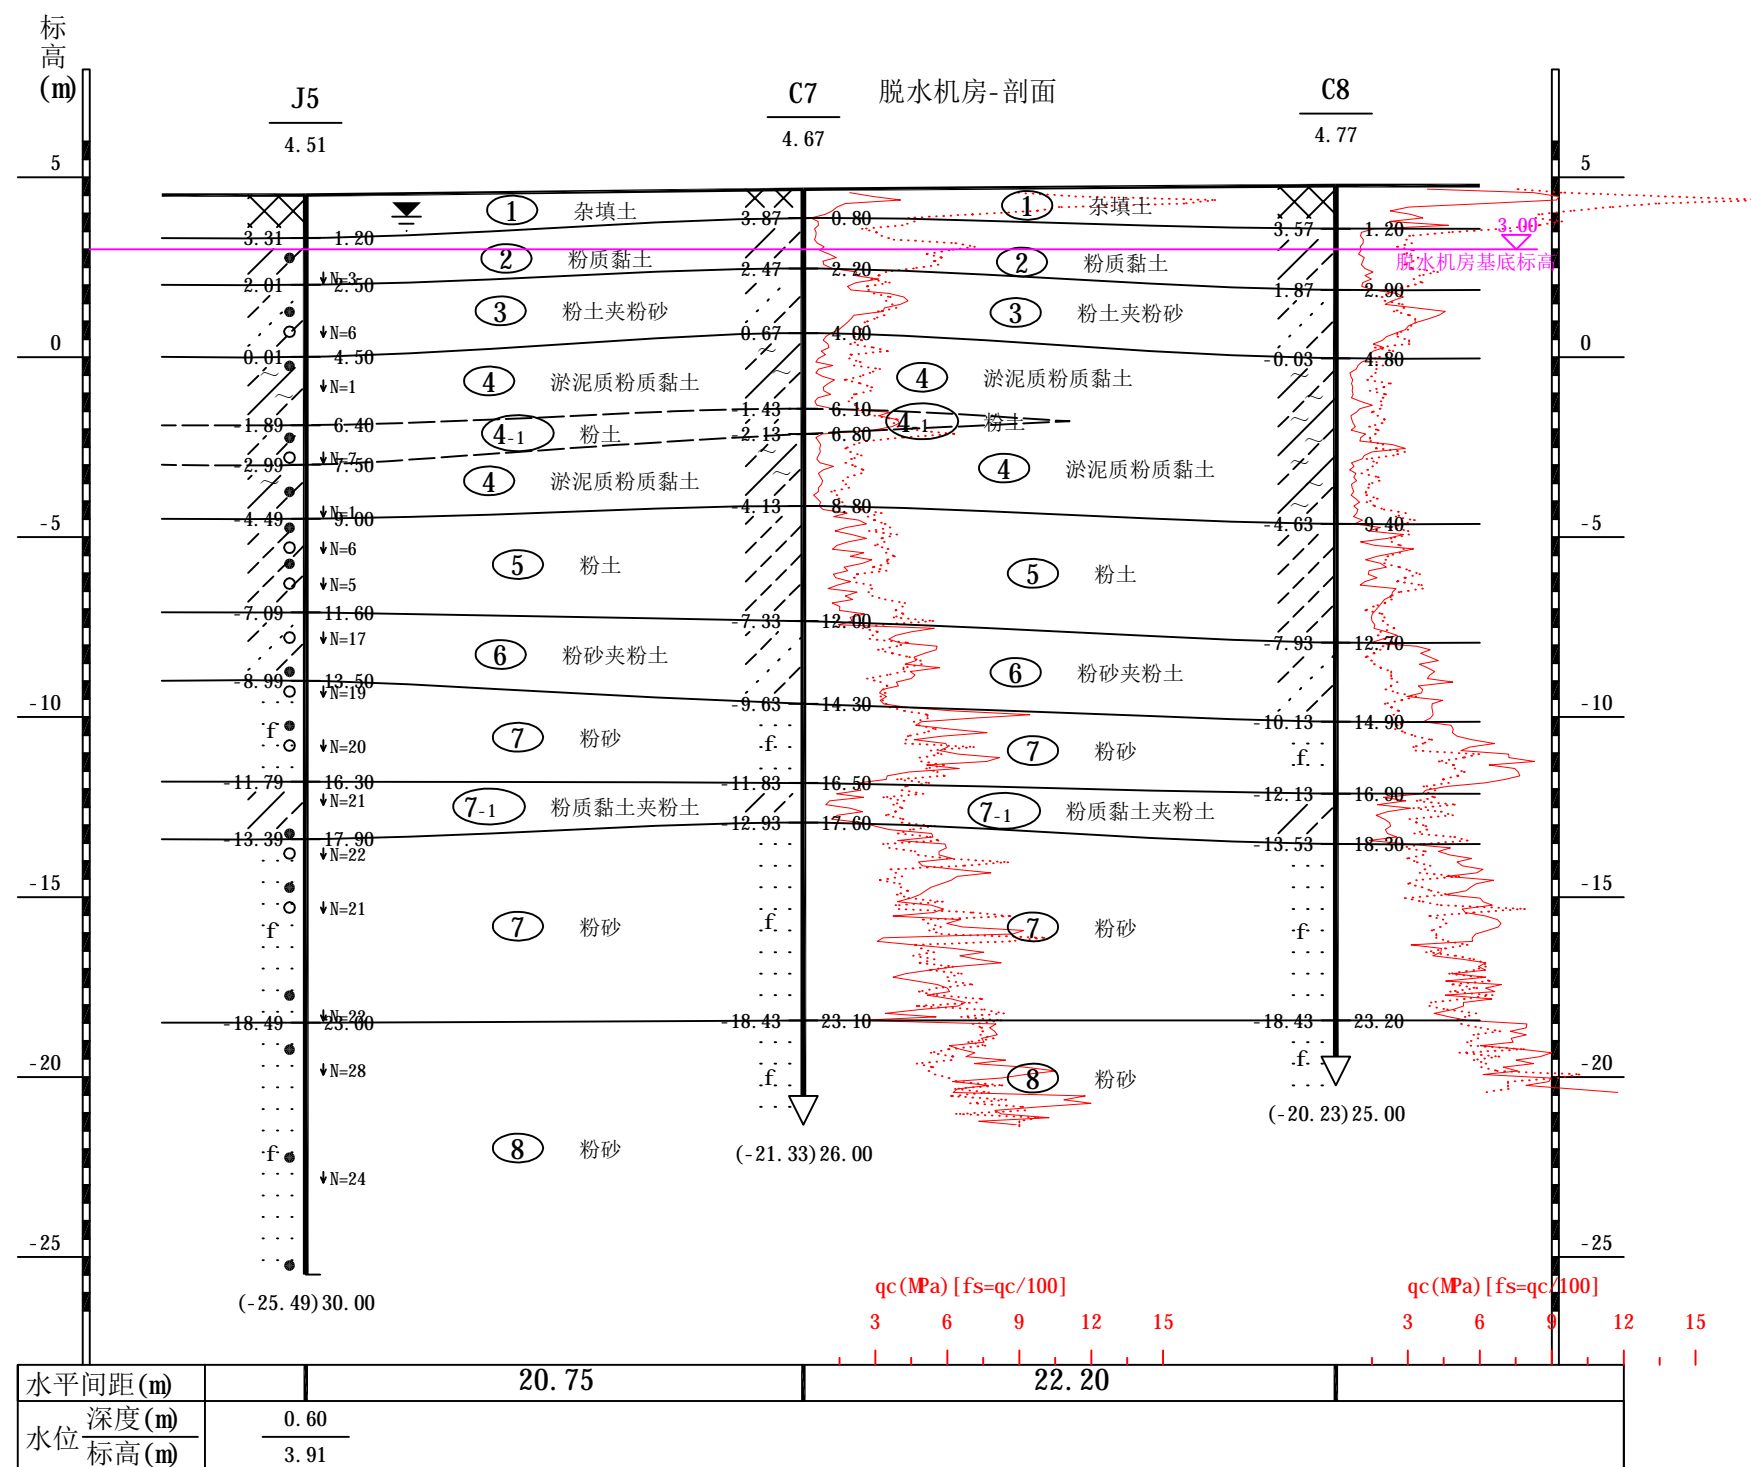 标高(m)
J5
4.51
C7
4.67
脱水机房-剖面
C8
4.77
5
5
① 杂填土
① 杂填土
3.87 0.80
3.57 1.20
3.31 1.20
3.00
脱水机房基底标高
② 粉质黏土
② 粉质黏土
2.47 2.20
N=3
2.01 2.50
1.87 2.90
③ 粉土夹粉砂
③ 粉土夹粉砂
N=6
0.67 4.00
0
0
0.01 4.50
-0.03 4.80
N=1
④ 淤泥质粉质黏土
④ 淤泥质粉质黏土
-1.43 6.10
-1.89 6.40
④-1 粉土
④-1 粉土
-2.13 6.80
N=7
-2.99 7.50
④ 淤泥质粉质黏土
④ 淤泥质粉质黏土
-4.13 8.80
N=1
-4.49 9.00
-4.63 9.40
-5
-5
N=6
⑤ 粉土
⑤ 粉土
N=5
-7.09 11.60
-7.33 12.00
N=17
-7.93 12.70
⑥ 粉砂夹粉土
⑥ 粉砂夹粉土
-8.99 13.50
N=19
-9.63 14.30
-10
-10
-10.13 14.90
f
⑦ 粉砂
f
⑦ 粉砂
f
N=20
-11.79 16.30
-11.83 16.50
-12.13 16.90
N=21
⑦-1 粉质黏土夹粉土
⑦-1 粉质黏土夹粉土
-12.93 17.60
-13.39 17.90
-13.53 18.30
N=22
-15
-15
N=21
f
⑦ 粉砂
f
⑦ 粉砂
f
N=22
-18.49 23.00
-18.43 23.10
-18.43 23.20
f
-20
-20
N=28
f
⑧ 粉砂
(-20.23)25.00
f
⑧ 粉砂
(-21.33)26.00
N=24
-25
-25
(-25.49)30.00
qc(MPa)[fs=qc/100]
qc(MPa)[fs=qc/100]
3 6 9 12 15
3 6 9 12 15
水平间距(m)
20.75
22.20
水位
深度(m)
0.60
标高(m)
3.91